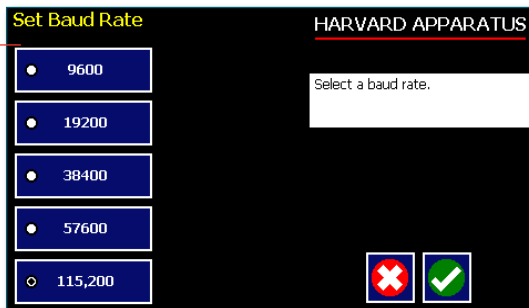 Set Baud Rate
HARVARD APPARATUS
9600
Select a baud rate.
19200
38400
57600
115,200